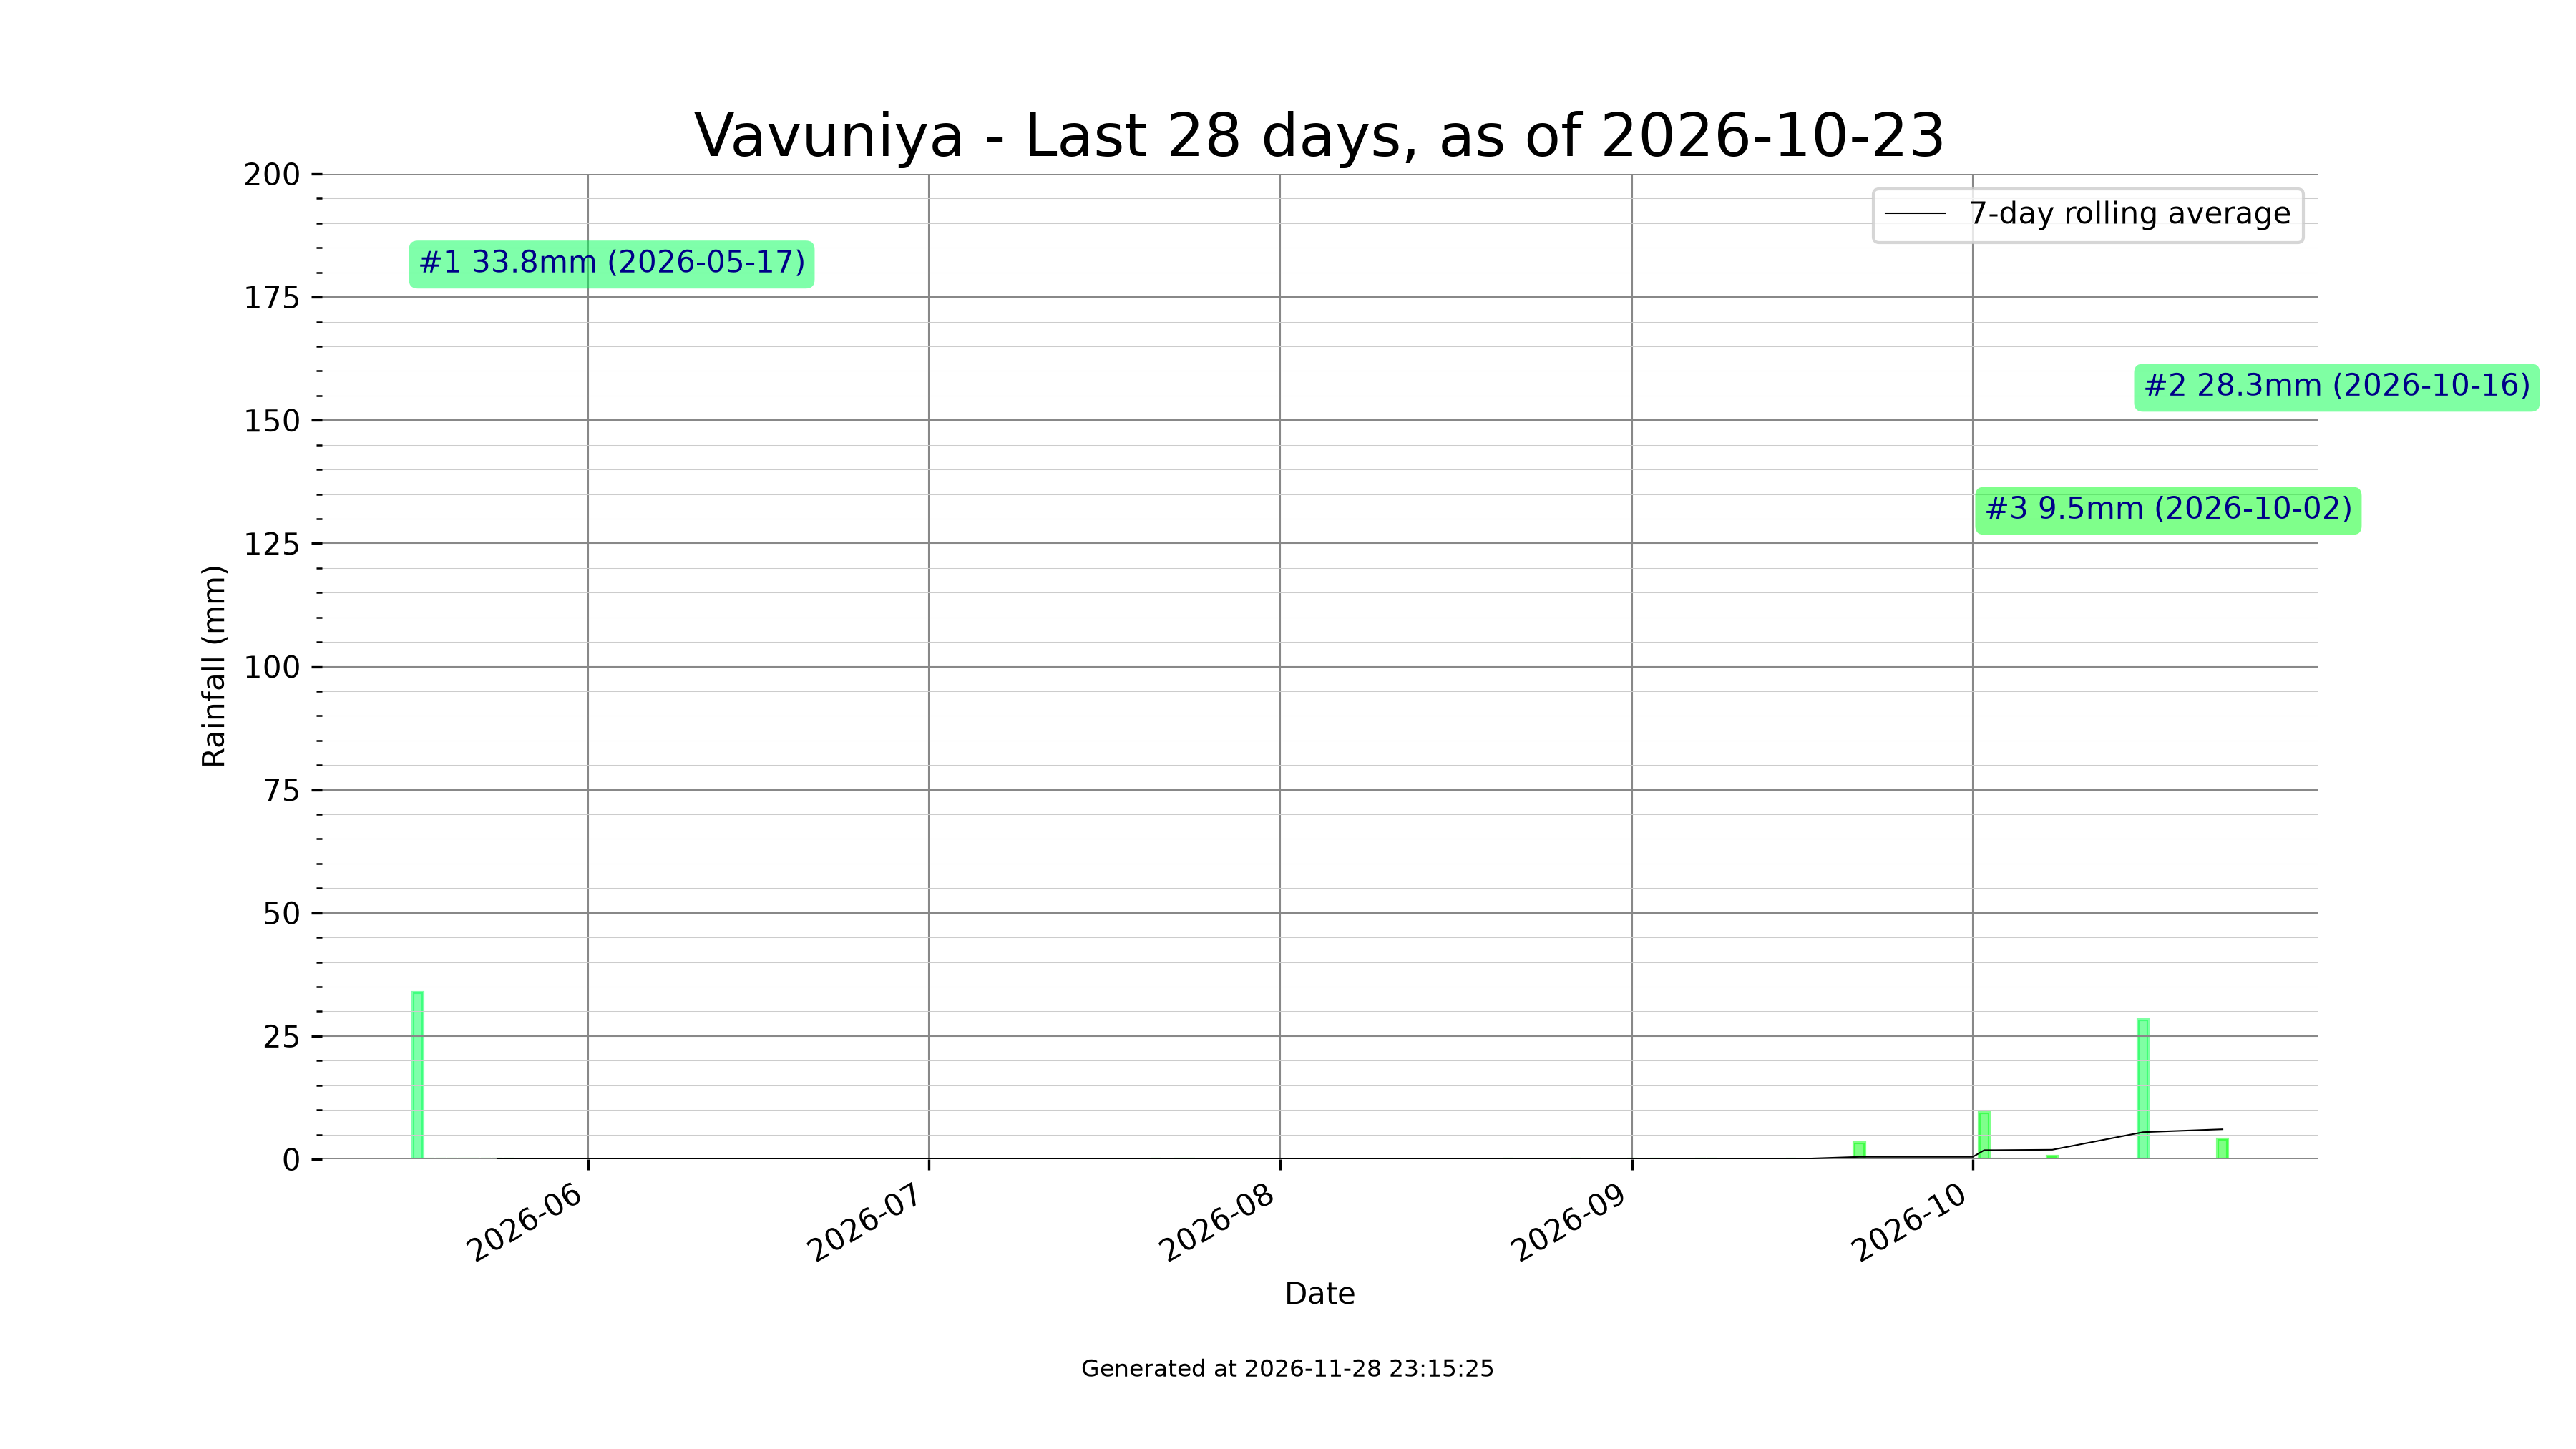 Vavuniya - Last 28 days, as of 2026-10-23
200
7-day rolling average
#1 33.8mm (2026-05-17)
175
#2 28.3mm (2026-10-16)
150
#3 9.5mm (2026-10-02)
125
100
75
50
25
0
Rainfall (mm)
2026-06
2026-07
2026-08
2026-09
2026-10
Date
Generated at 2026-11-28 23:15:25